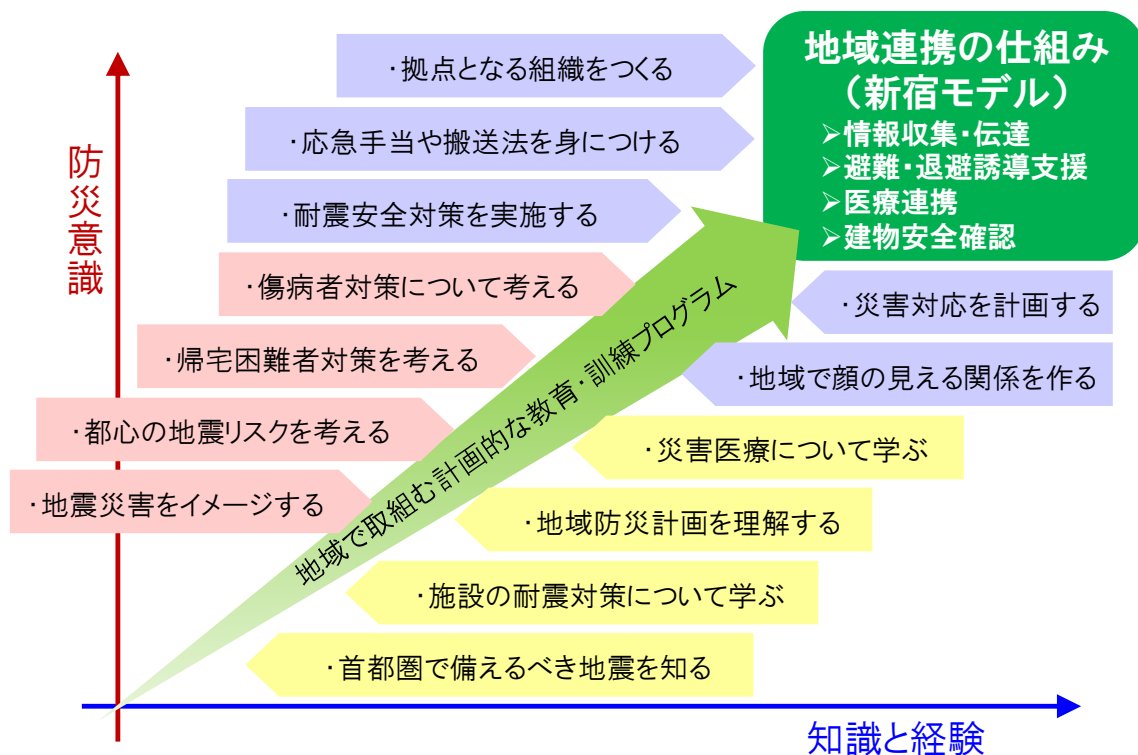 地域連携の仕組み
（新宿モデル）
➢情報収集・伝達
➢避難・退避誘導支援
➢医療連携
➢建物安全確認
防災意識
・拠点となる組織をつくる
・応急手当や搬送法を身につける
・耐震安全対策を実施する
・傷病者対策について考える
・帰宅困難者対策を考える
・都心の地震リスクを考える
・地震災害をイメージする
地域で取組む計画的な教育・訓練プログラム
・災害対応を計画する
・地域で顔の見える関係を作る
・災害医療について学ぶ
・地域防災計画を理解する
・施設の耐震対策について学ぶ
・首都圏で備えるべき地震を知る
知識と経験